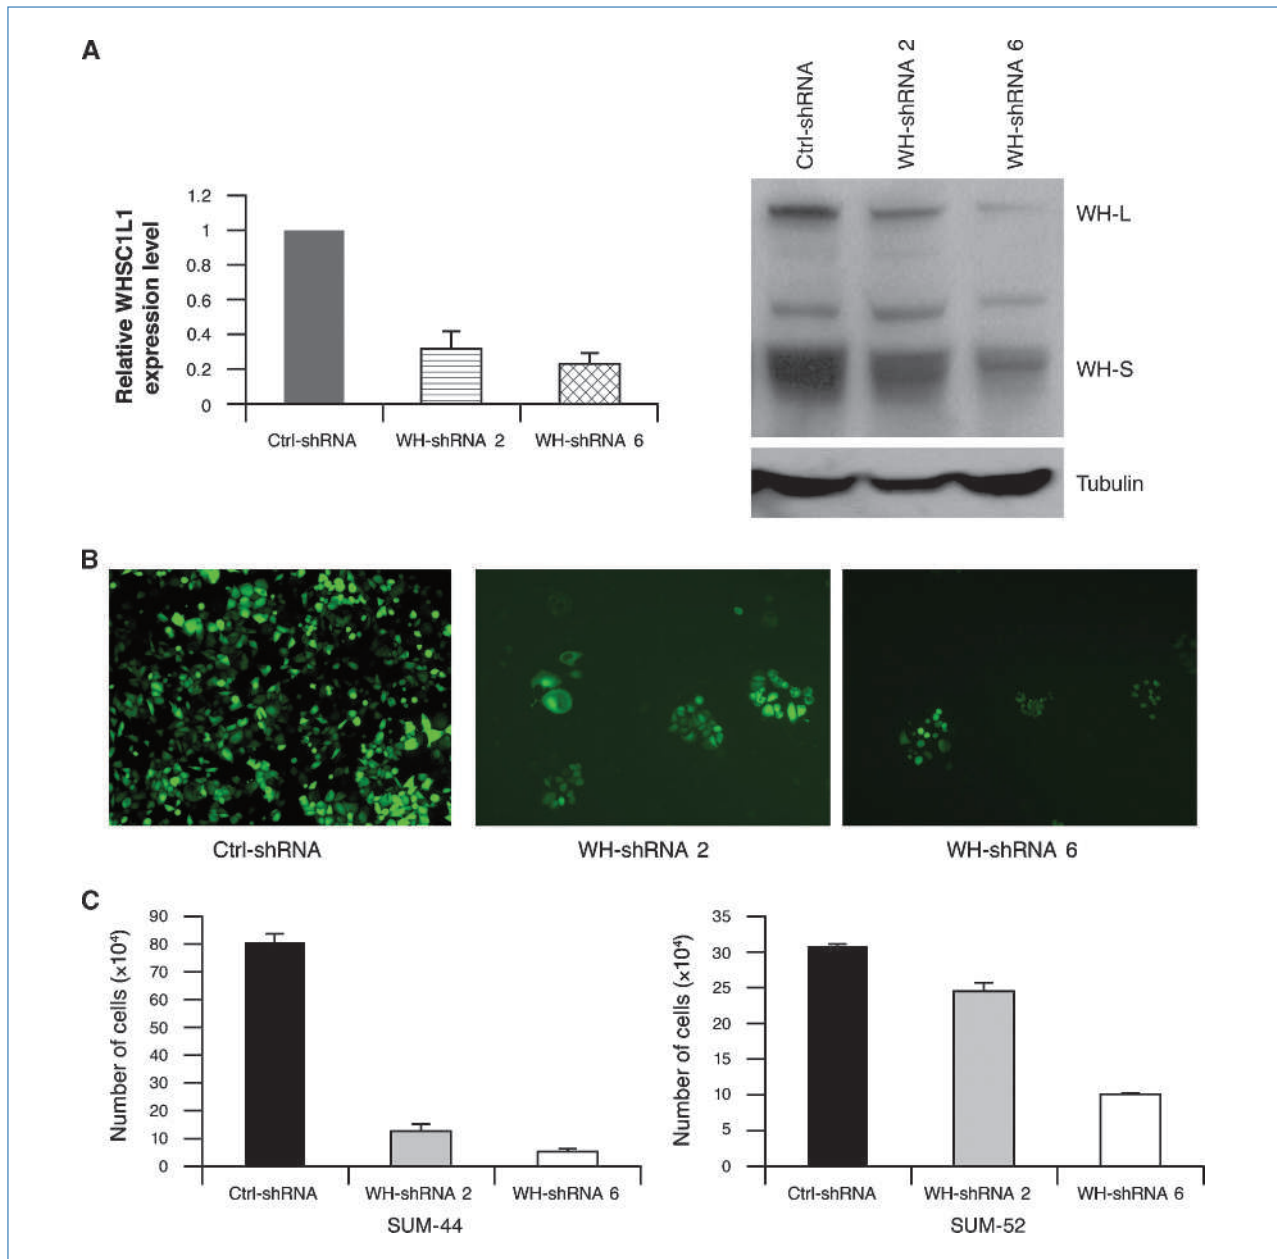 A
Ctrl-shRNA
WH-shRNA 2
WH-shRNA 6
Relative WHSC1L1
expression level
1.2
1
0.8
0.6
0.4
0.2
0
Ctrl-shRNA WH-shRNA 2 WH-shRNA 6
WH-L
WH-S
Tubulin
B
Ctrl-shRNA WH-shRNA 2 WH-shRNA 6
C
Number of cells (×10⁴)
90
80
70
60
50
40
30
20
10
0
Ctrl-shRNA WH-shRNA 2 WH-shRNA 6
SUM-44
Number of cells (×10⁴)
35
30
25
20
15
10
5
0
Ctrl-shRNA WH-shRNA 2 WH-shRNA 6
SUM-52